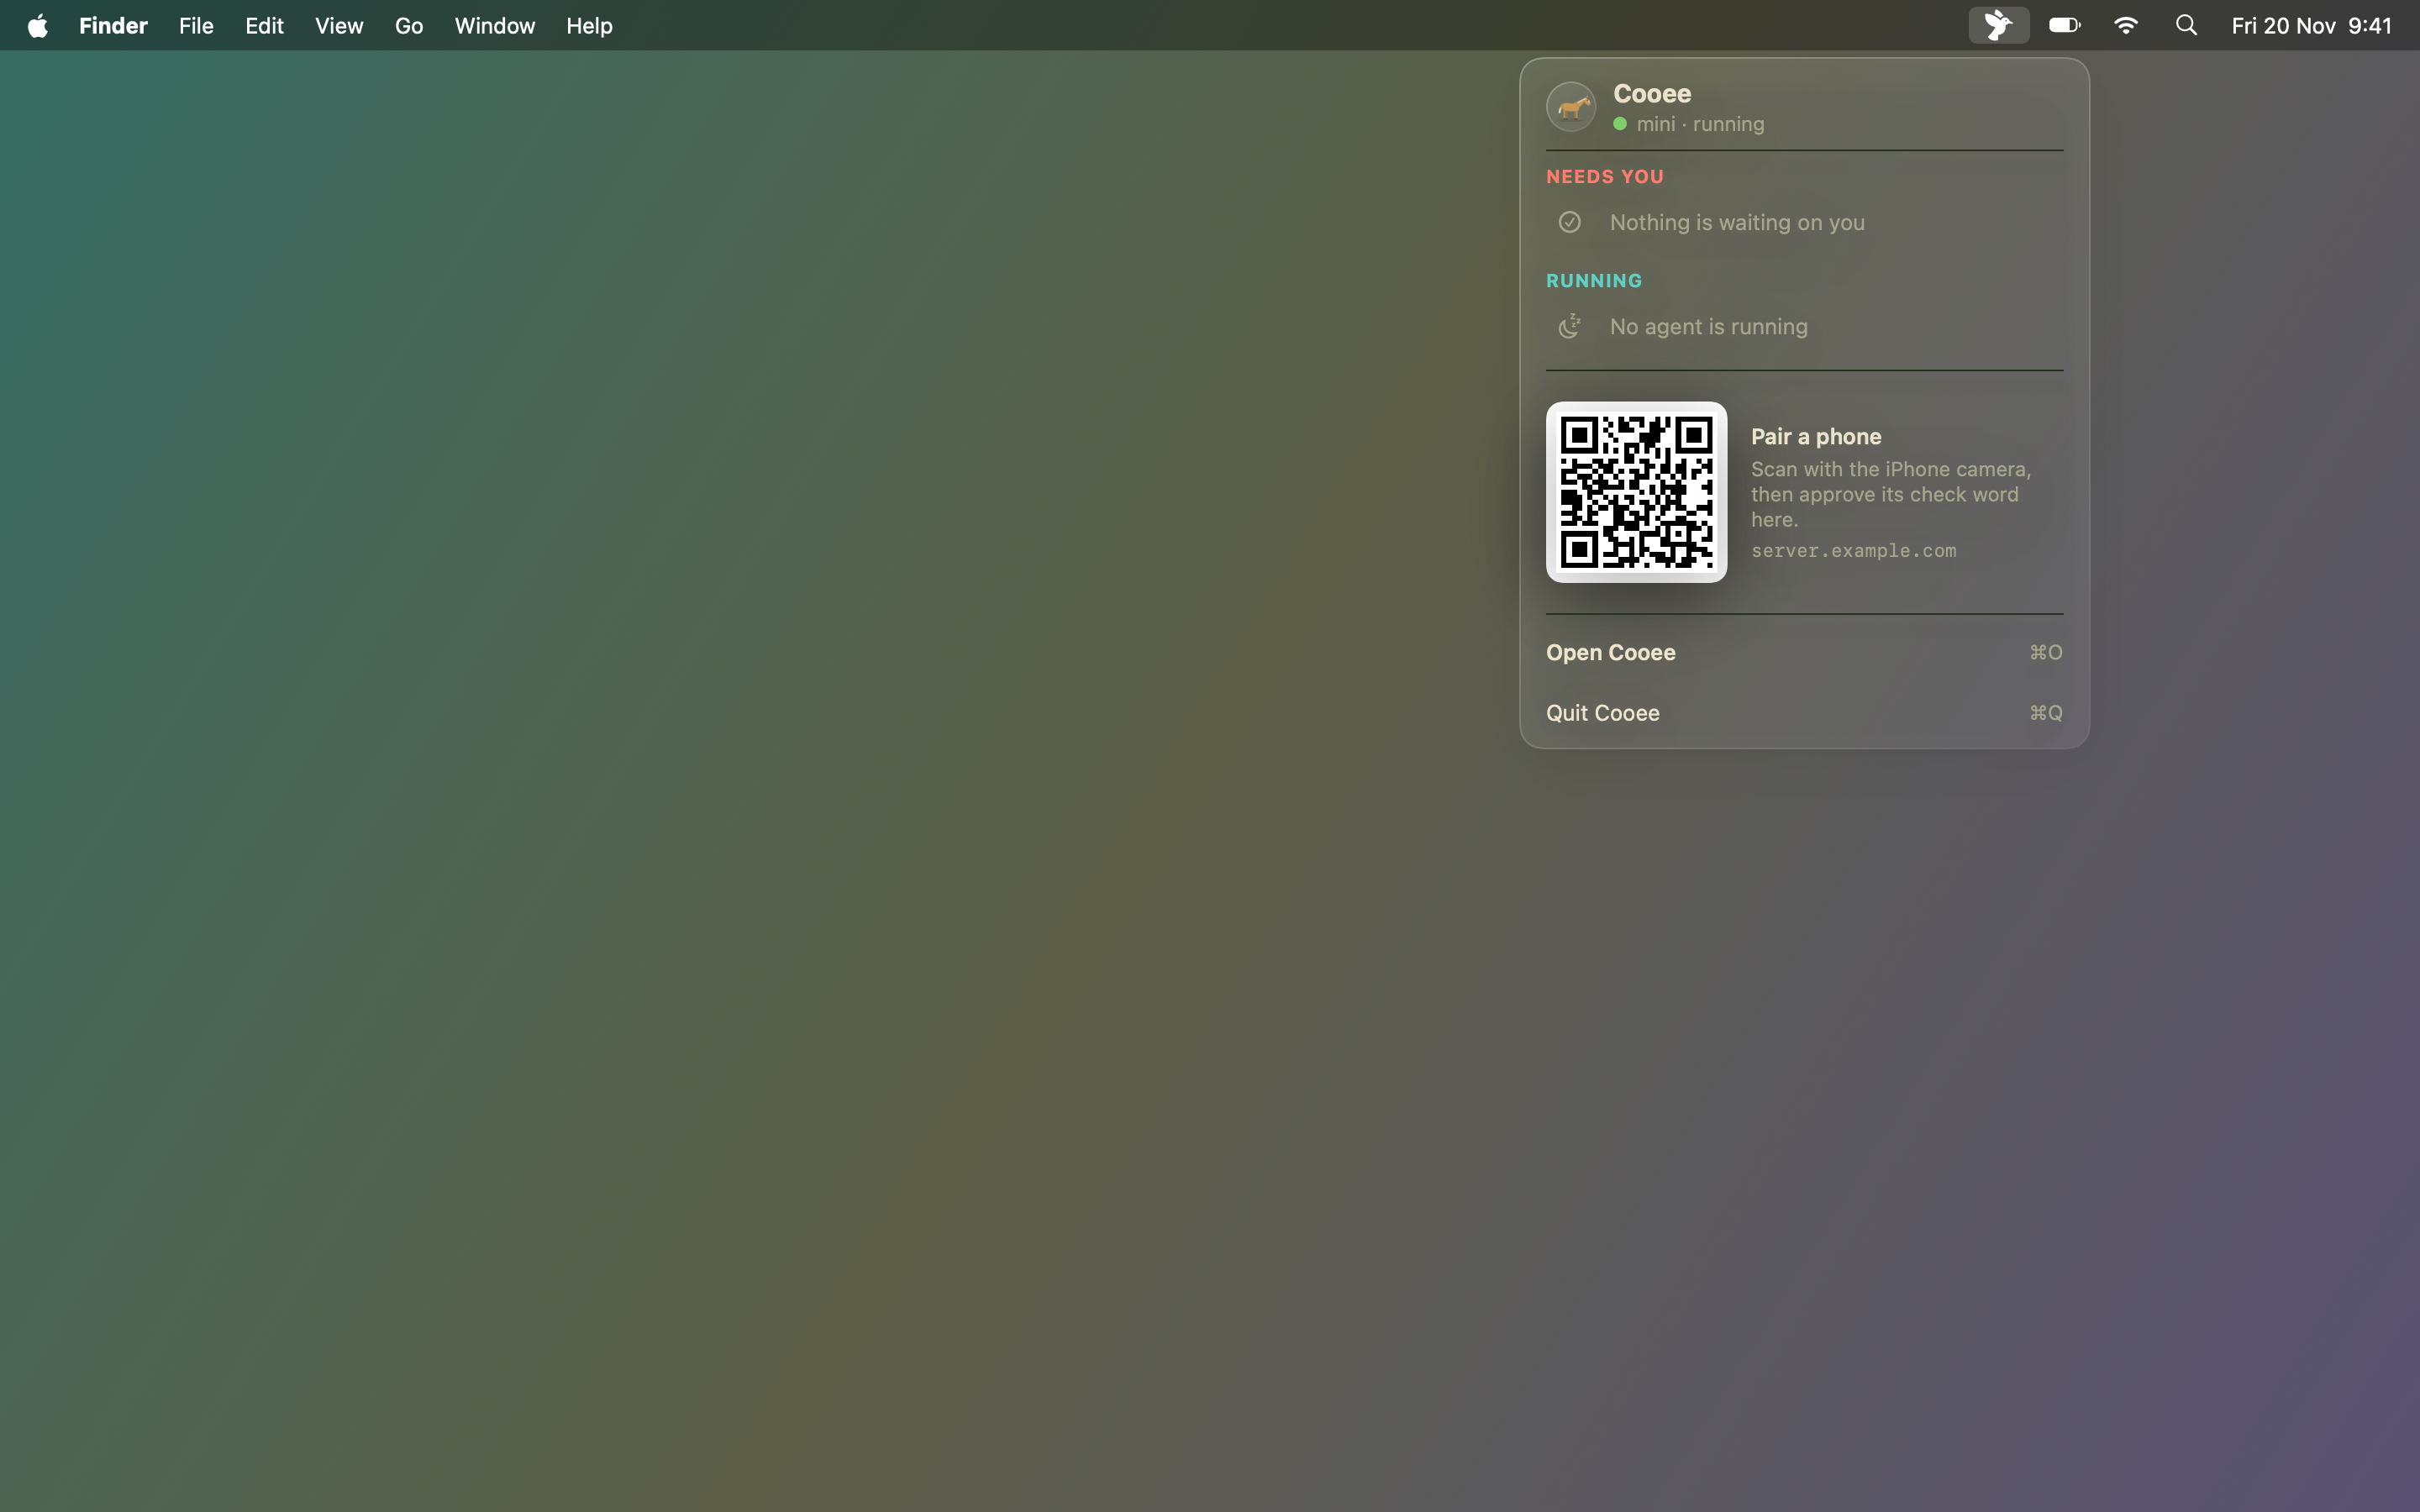 Finder File Edit View Go Window Help Fri 20 Nov 9:41
Cooee
mini · running
NEEDS YOU
Nothing is waiting on you
RUNNING
No agent is running
Pair a phone
Scan with the iPhone camera,
then approve its check word
here.
server.example.com
Open Cooee ⌘O
Quit Cooee ⌘Q